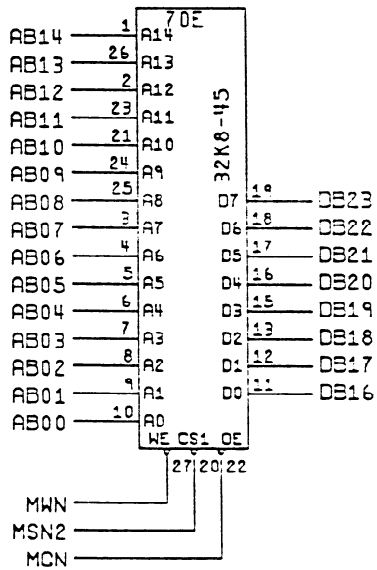 7 0E
AB14 1 A14
AB13 26 A13
AB12 2 A12
AB11 23 A11
AB10 21 A10
AB09 24 A9
AB08 25 A8 D7 19 DB23
AB07 3 A7 D6 18 DB22
AB06 4 A6 D5 17 DB21
AB05 5 A5 D4 16 DB20
AB04 6 A4 D3 15 DB19
AB03 7 A3 D2 13 DB18
AB02 8 A2 D1 12 DB17
AB01 9 A1 D0 11 DB16
AB00 10 A0
32K8-45
WE CS1 OE
27 20 22
MWN
MSN2
MCN